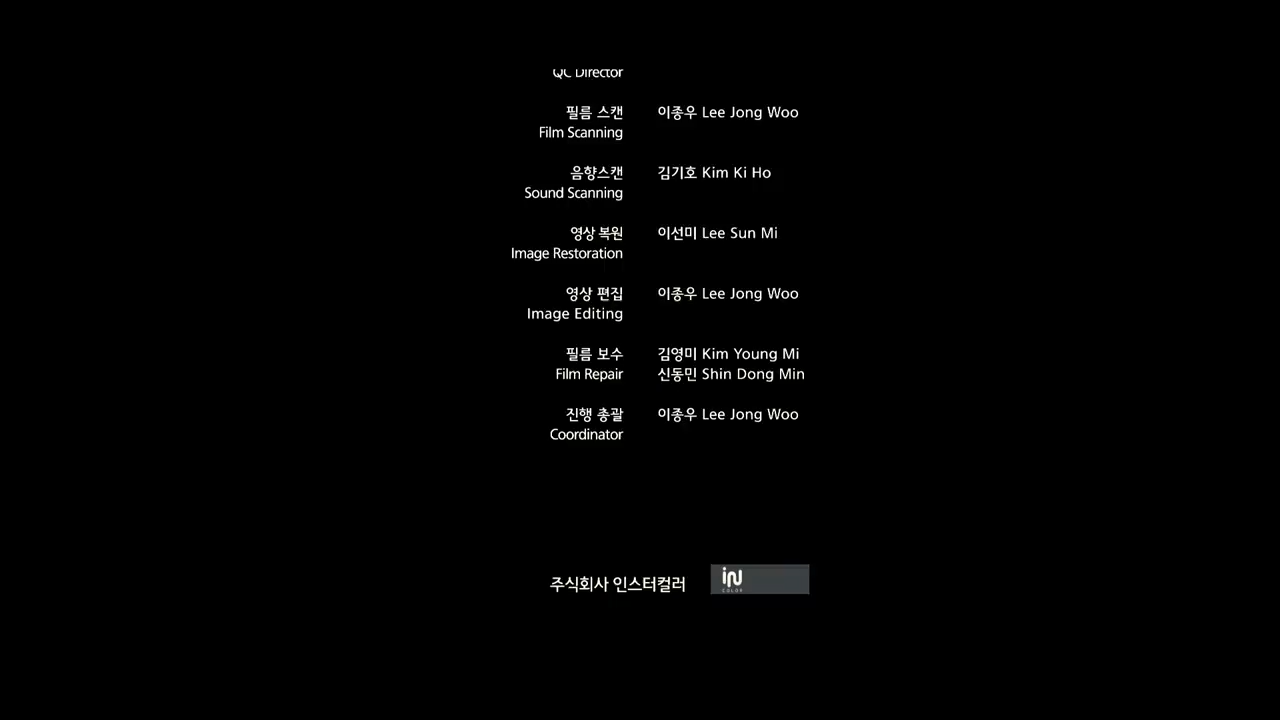 QC Director
필름 스캔 이종우 Lee Jong Woo
Film Scanning
음향스캔 김기호 Kim Ki Ho
Sound Scanning
영상 복원 이선미 Lee Sun Mi
Image Restoration
영상 편집 이종우 Lee Jong Woo
Image Editing
필름 보수 김영미 Kim Young Mi
Film Repair 신동민 Shin Dong Min
진행 총괄 이종우 Lee Jong Woo
Coordinator
주식회사 인스터컬러 iN
COLOR